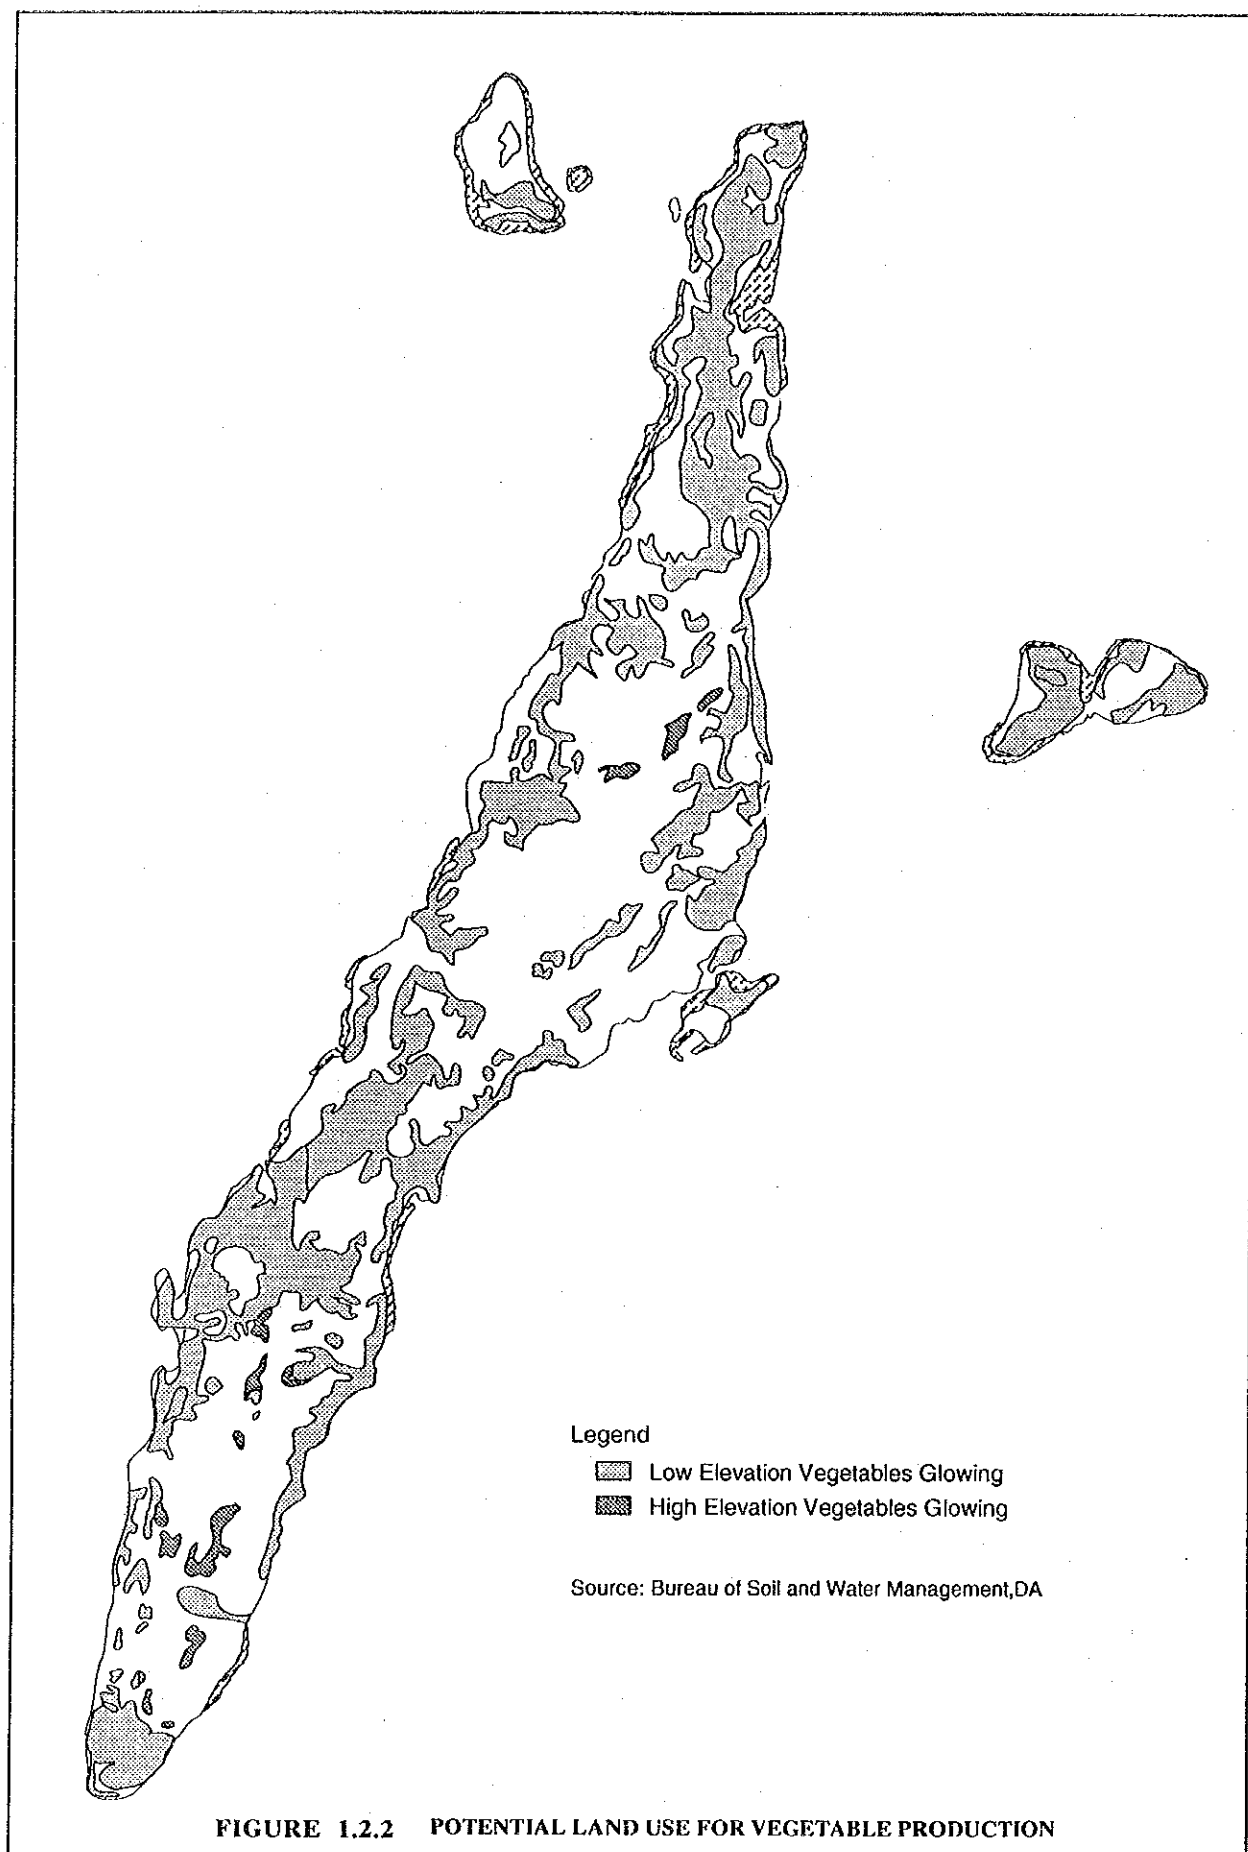 Legend
Low Elevation Vegetables Glowing
High Elevation Vegetables Glowing
Source: Bureau of Soil and Water Management,DA
FIGURE 1.2.2 POTENTIAL LAND USE FOR VEGETABLE PRODUCTION